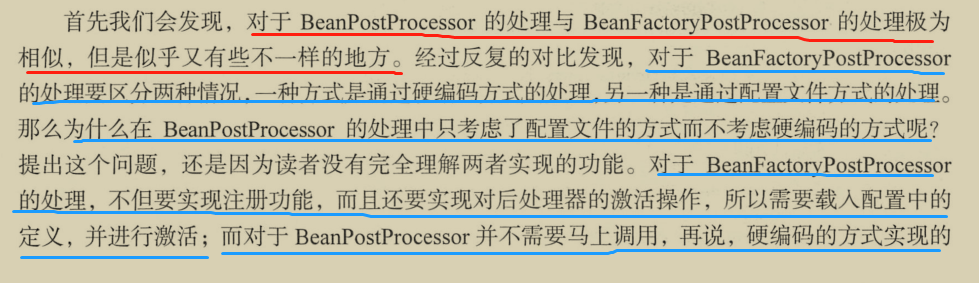 首先我们会发现，对于 BeanPostProcessor 的处理与 BeanFactoryPostProcessor 的处理极为
相似，但是似乎又有些不一样的地方。经过反复的对比发现，对于 BeanFactoryPostProcessor
的处理要区分两种情况，一种方式是通过硬编码方式的处理，另一种是通过配置文件方式的处理。
那么为什么在 BeanPostProcessor 的处理中只考虑了配置文件的方式而不考虑硬编码的方式呢？
提出这个问题，还是因为读者没有完全理解两者实现的功能。对于 BeanFactoryPostProcessor
的处理，不但要实现注册功能，而且还要实现对后处理器的激活操作，所以需要载入配置中的
定义，并进行激活；而对于 BeanPostProcessor 并不需要马上调用，再说，硬编码的方式实现的